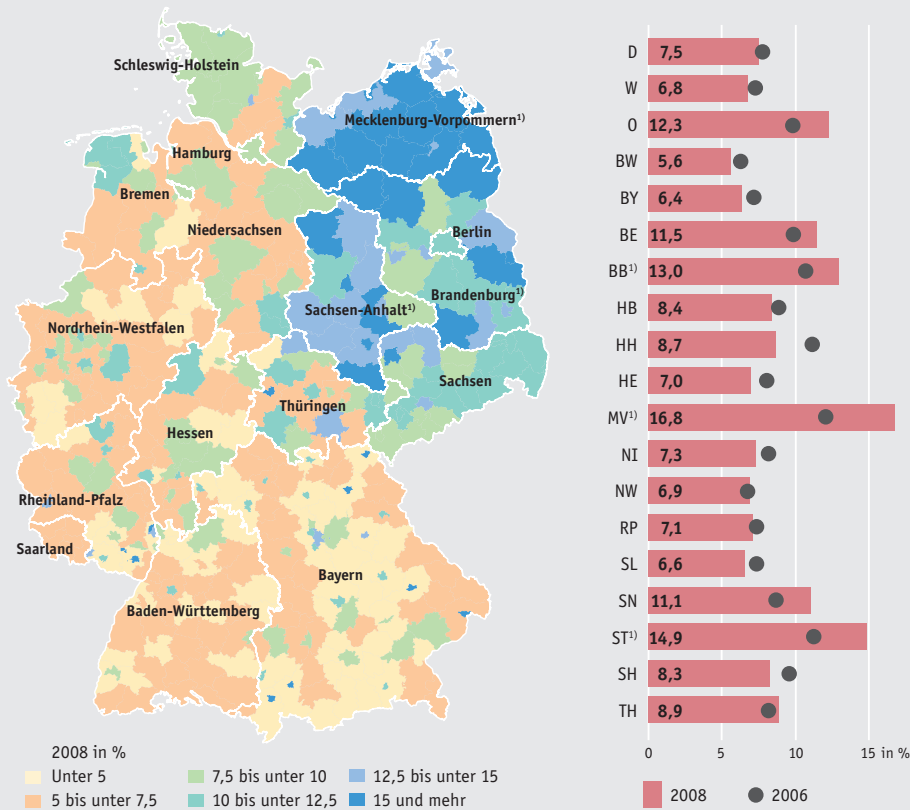 Schleswig-Holstein
Mecklenburg-Vorpommern¹⁾
Hamburg
Bremen
Niedersachsen
Berlin
Brandenburg¹⁾
Sachsen-Anhalt¹⁾
Nordrhein-Westfalen
Sachsen
Thüringen
Hessen
Rheinland-Pfalz
Saarland
Bayern
Baden-Württemberg
2008 in %
Unter 5
5 bis unter 7,5
7,5 bis unter 10
10 bis unter 12,5
12,5 bis unter 15
15 und mehr
D 7,5
W 6,8
O 12,3
BW 5,6
BY 6,4
BE 11,5
BB¹⁾ 13,0
HB 8,4
HH 8,7
HE 7,0
MV¹⁾ 16,8
NI 7,3
NW 6,9
RP 7,1
SL 6,6
SN 11,1
ST¹⁾ 14,9
SH 8,3
TH 8,9
0 5 10 15 in %
2008 2006